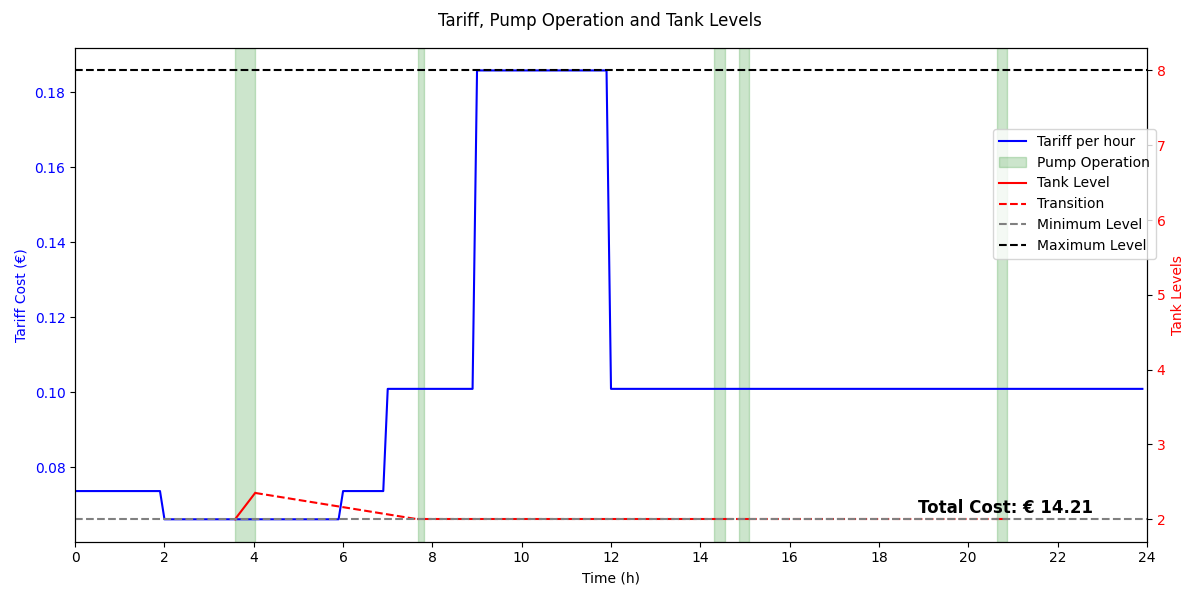 Tariff, Pump Operation and Tank Levels
0.18
0.16
0.14
0.12
0.10
0.08
Tariff Cost (€)
8
7
6
5
4
3
2
Tank Levels
Tariff per hour
Pump Operation
Tank Level
Transition
Minimum Level
Maximum Level
Total Cost: € 14.21
0 2 4 6 8 10 12 14 16 18 20 22 24
Time (h)